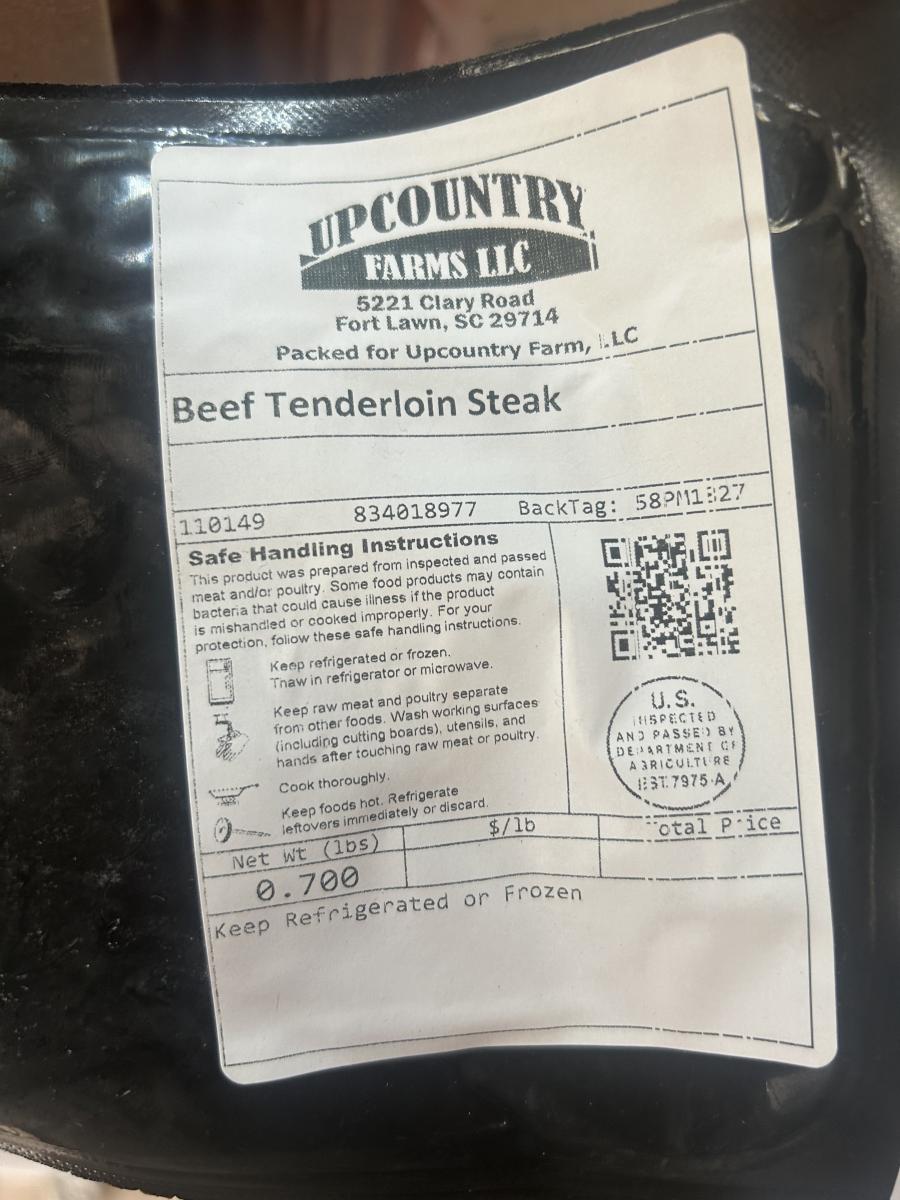 UPCOUNTRY
FARMS LLC
5221 Clary Road
Fort Lawn, SC 29714
Packed for Upcountry Farm, LLC
Beef Tenderloin Steak
110149 834018977 BackTag: 58PM1327
Safe Handling Instructions
This product was prepared from inspected and passed
meat and/or poultry. Some food products may contain
bacteria that could cause illness if the product
is mishandled or cooked improperly. For your
protection, follow these safe handling instructions.
Keep refrigerated or frozen.
Thaw in refrigerator or microwave.
Keep raw meat and poultry separate
from other foods. Wash working surfaces
(including cutting boards), utensils, and
hands after touching raw meat or poultry.
Cook thoroughly.
Keep foods hot. Refrigerate
leftovers immediately or discard.
U.S.
INSPECTED
AND PASSED BY
DEPARTMENT OF
AGRICULTURE
EST. 7975-A
Net Wt (lbs) $/lb Total Price
0.700
Keep Refrigerated or Frozen